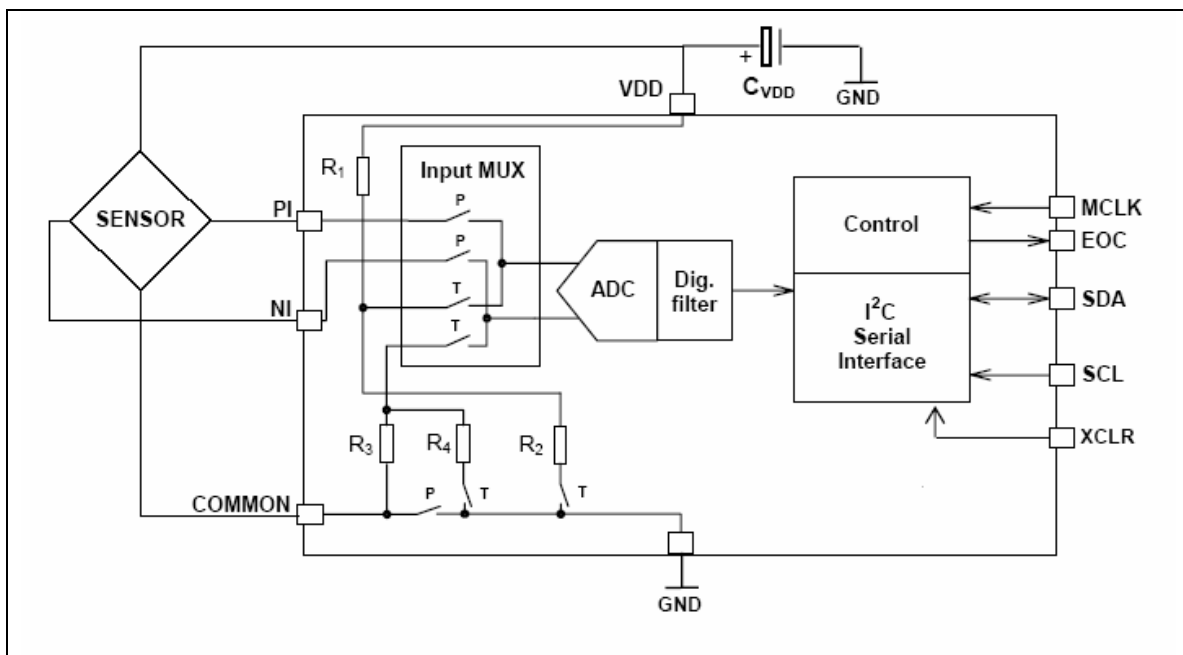 VDD
+
C_VDD
GND
R₁
Input MUX
P
PI
SENSOR
Control
MCLK
P
EOC
ADC
Dig.
filter
T
SDA
NI
T
I²C
Serial
Interface
SCL
R₃
R₄
R₂
XCLR
COMMON
P
T
T
GND